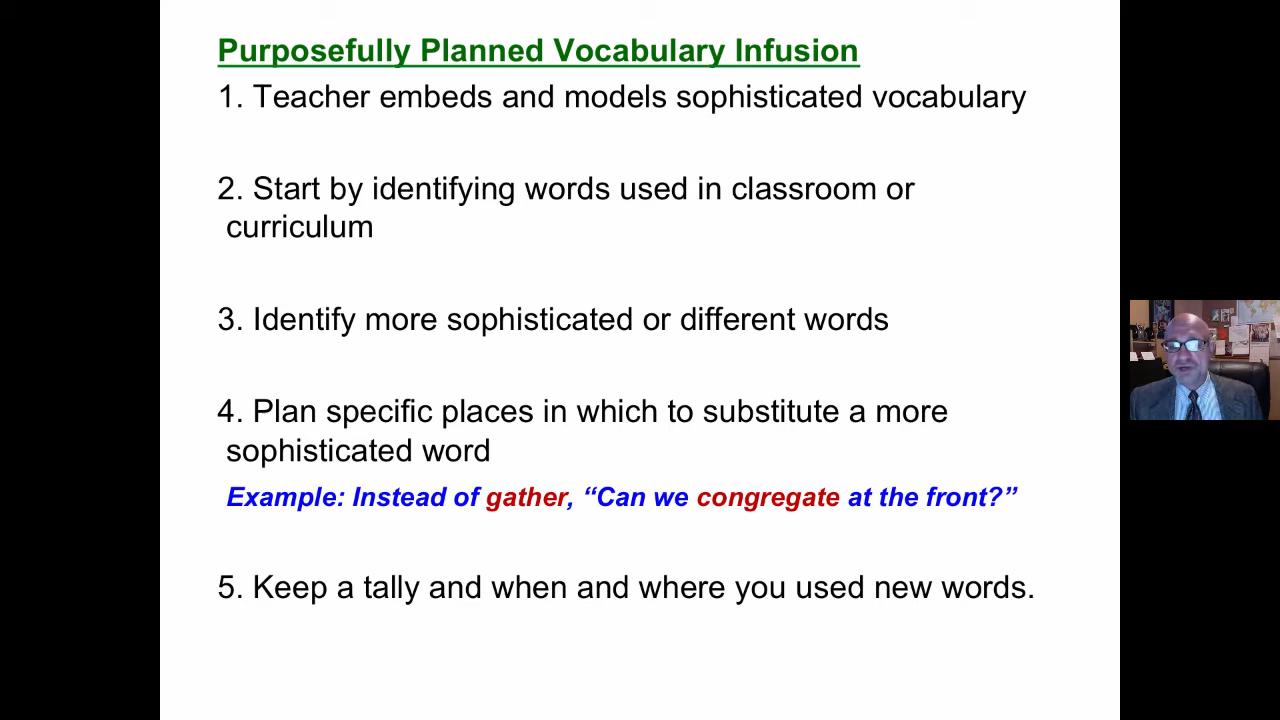 Purposefully Planned Vocabulary Infusion
1. Teacher embeds and models sophisticated vocabulary
2. Start by identifying words used in classroom or
curriculum
3. Identify more sophisticated or different words
4. Plan specific places in which to substitute a more
sophisticated word
Example: Instead of gather, “Can we congregate at the front?”
5. Keep a tally and when and where you used new words.